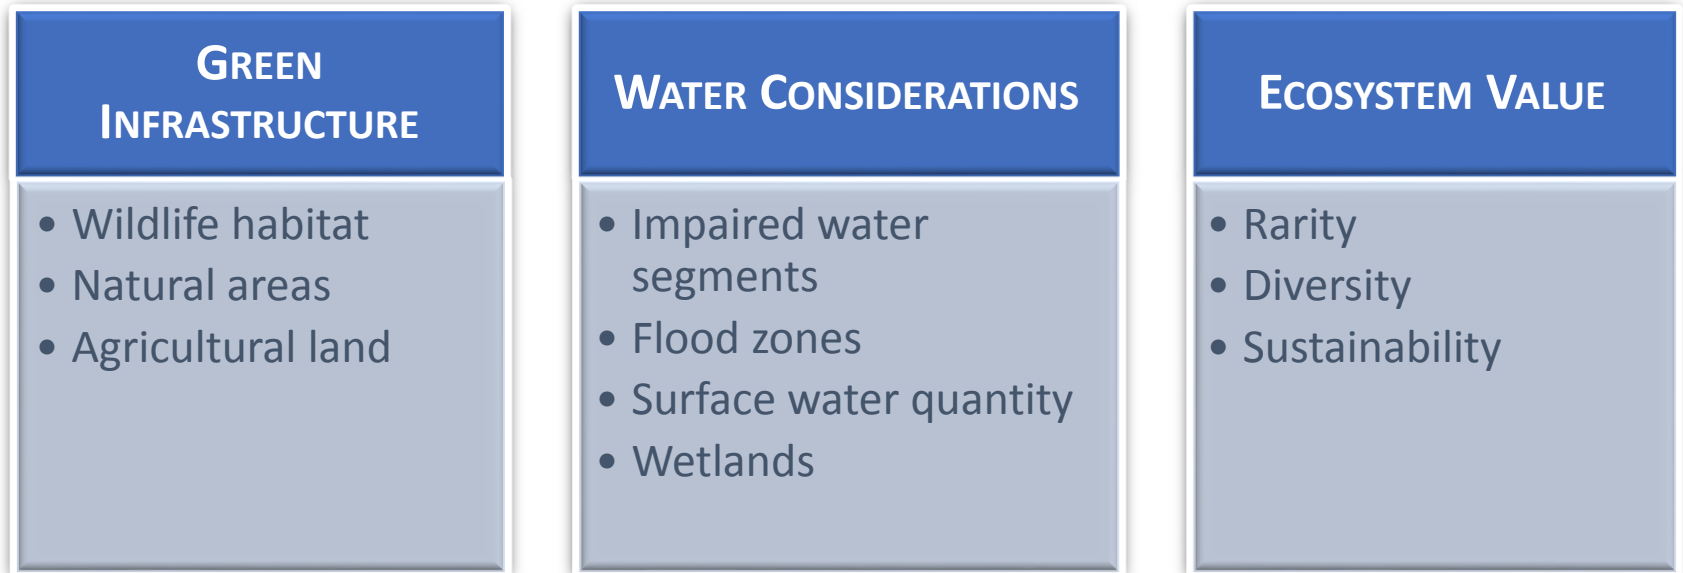 GREEN
INFRASTRUCTURE
• Wildlife habitat
• Natural areas
• Agricultural land
WATER CONSIDERATIONS
• Impaired water
segments
• Flood zones
• Surface water quantity
• Wetlands
ECOSYSTEM VALUE
• Rarity
• Diversity
• Sustainability